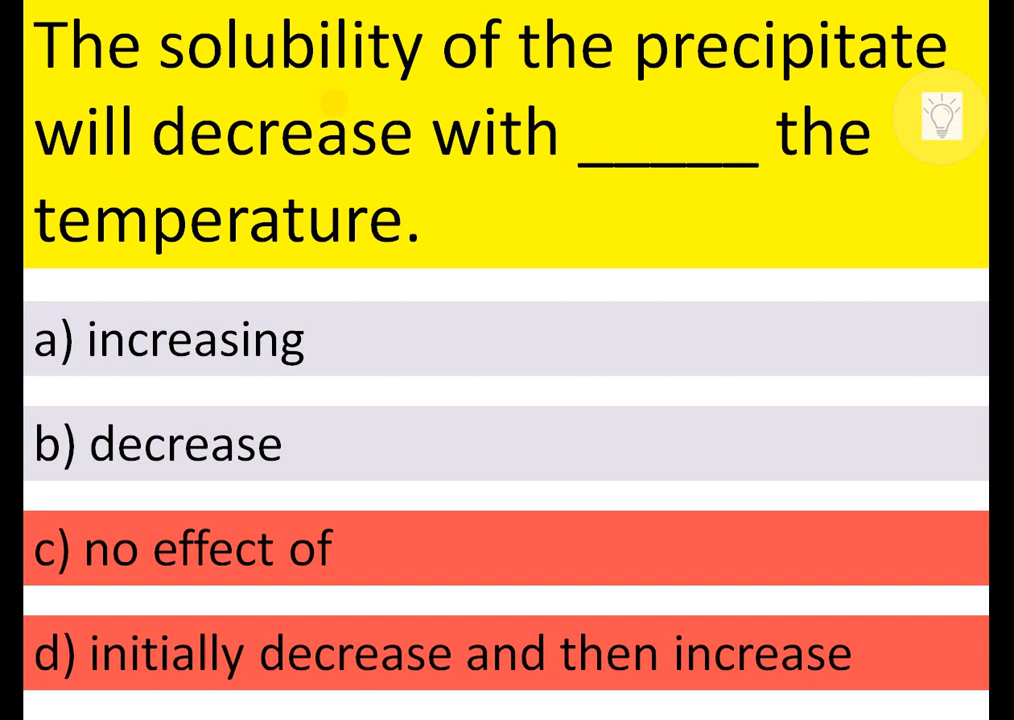 The solubility of the precipitate
will decrease with _____ the
temperature.
a) increasing
b) decrease
c) no effect of
d) initially decrease and then increase